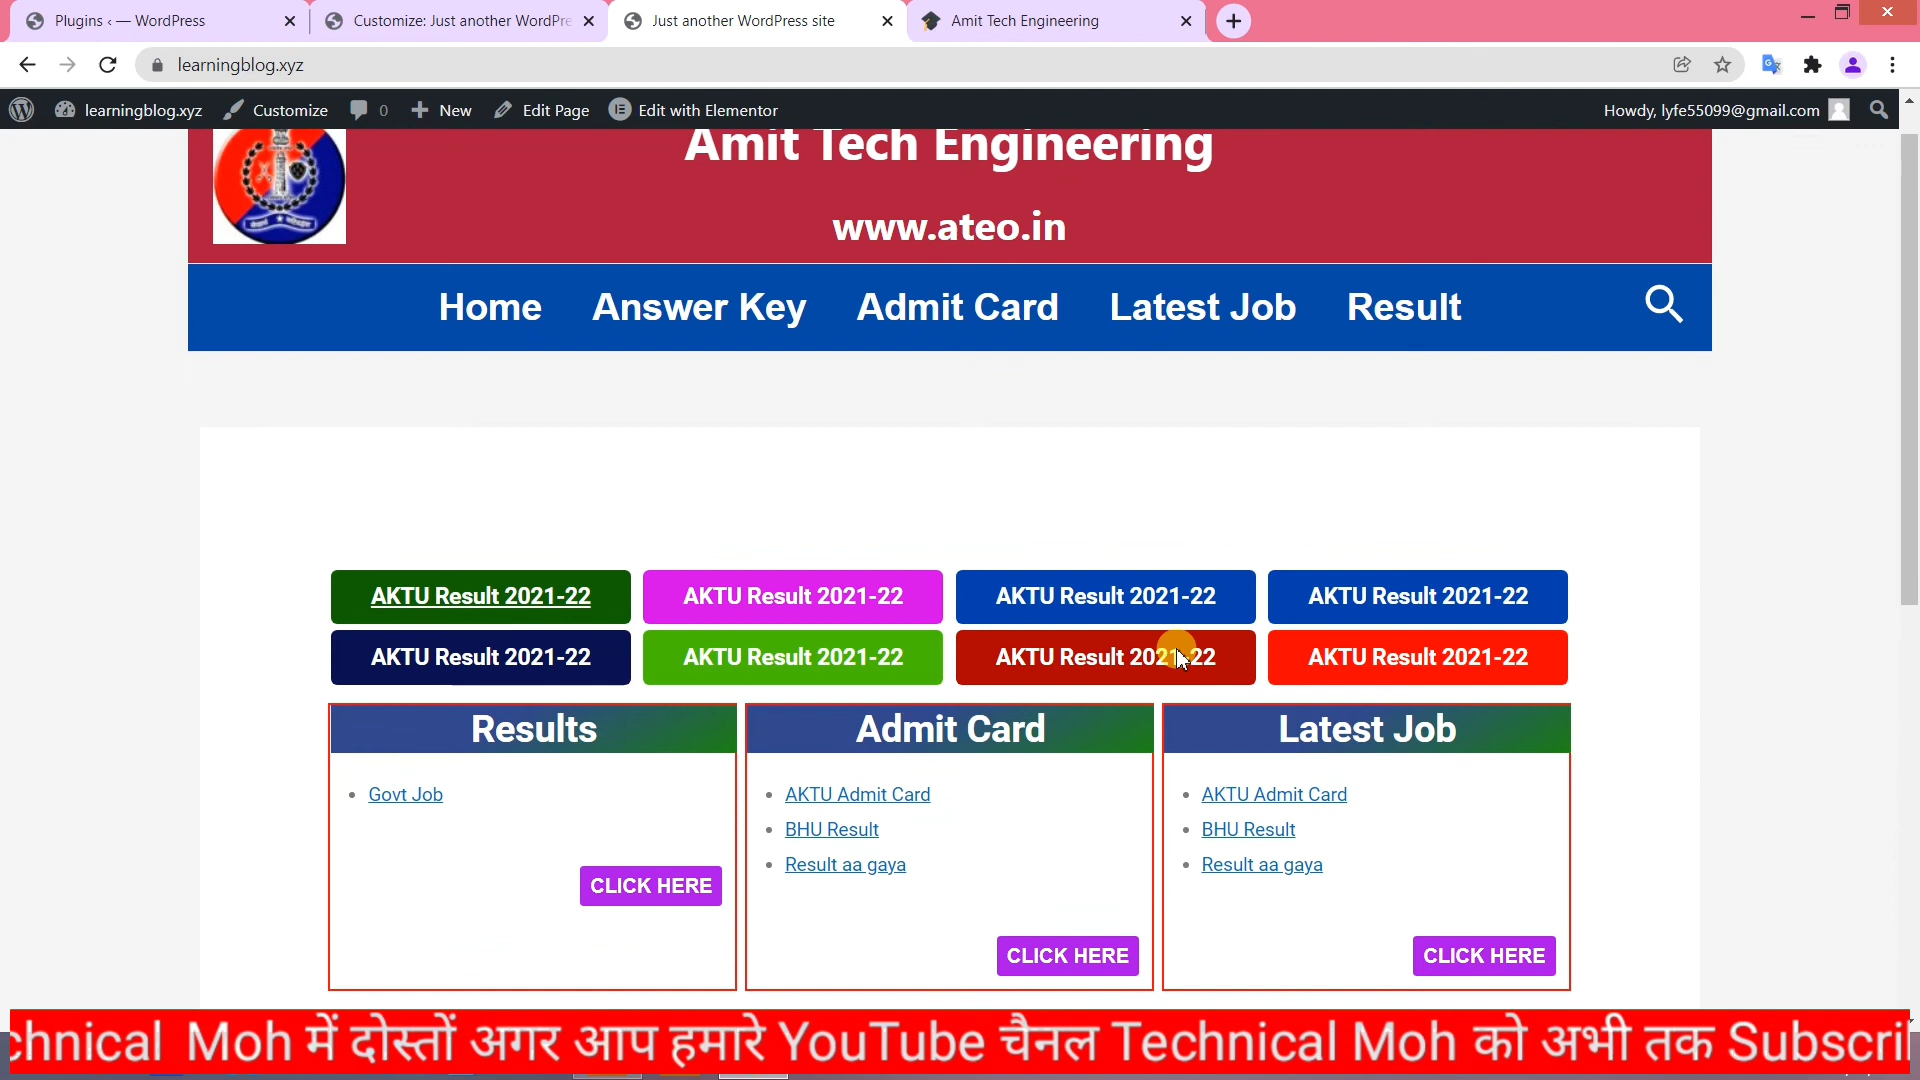 Plugins ‹ — WordPress
Customize: Just another WordPre
Just another WordPress site
Amit Tech Engineering
learningblog.xyz
learningblog.xyz
Customize
0
New
Edit Page
Edit with Elementor
Howdy, lyfe55099@gmail.com
Amit Tech Engineering
www.ateo.in
Home
Answer Key
Admit Card
Latest Job
Result
AKTU Result 2021-22
AKTU Result 2021-22
AKTU Result 2021-22
AKTU Result 2021-22
AKTU Result 2021-22
AKTU Result 2021-22
AKTU Result 2021-22
AKTU Result 2021-22
Results
Govt Job
CLICK HERE
Admit Card
AKTU Admit Card
BHU Result
Result aa gaya
CLICK HERE
Latest Job
AKTU Admit Card
BHU Result
Result aa gaya
CLICK HERE
chnical Moh में दोस्तों अगर आप हमारे YouTube चैनल Technical Moh को अभी तक Subscri